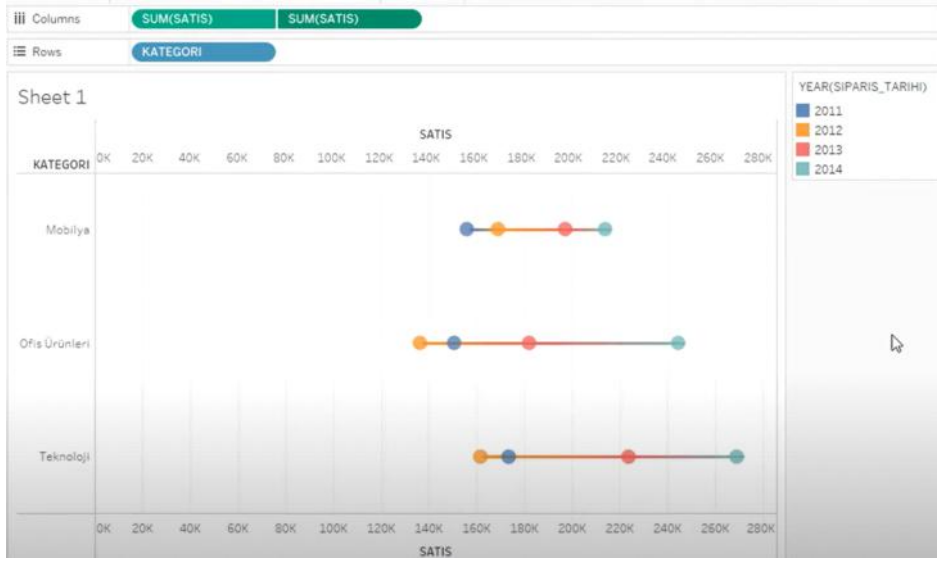 iii Columns SUM(SATIS) SUM(SATIS)
Rows KATEGORI
Sheet 1
YEAR(SIPARIS_TARIHI)
2011
2012
2013
2014
SATIS
KATEGORI 0K 20K 40K 60K 80K 100K 120K 140K 160K 180K 200K 220K 240K 260K 280K
Mobilya
Ofis Ürünleri
Teknoloji
0K 20K 40K 60K 80K 100K 120K 140K 160K 180K 200K 220K 240K 260K 280K
SATIS